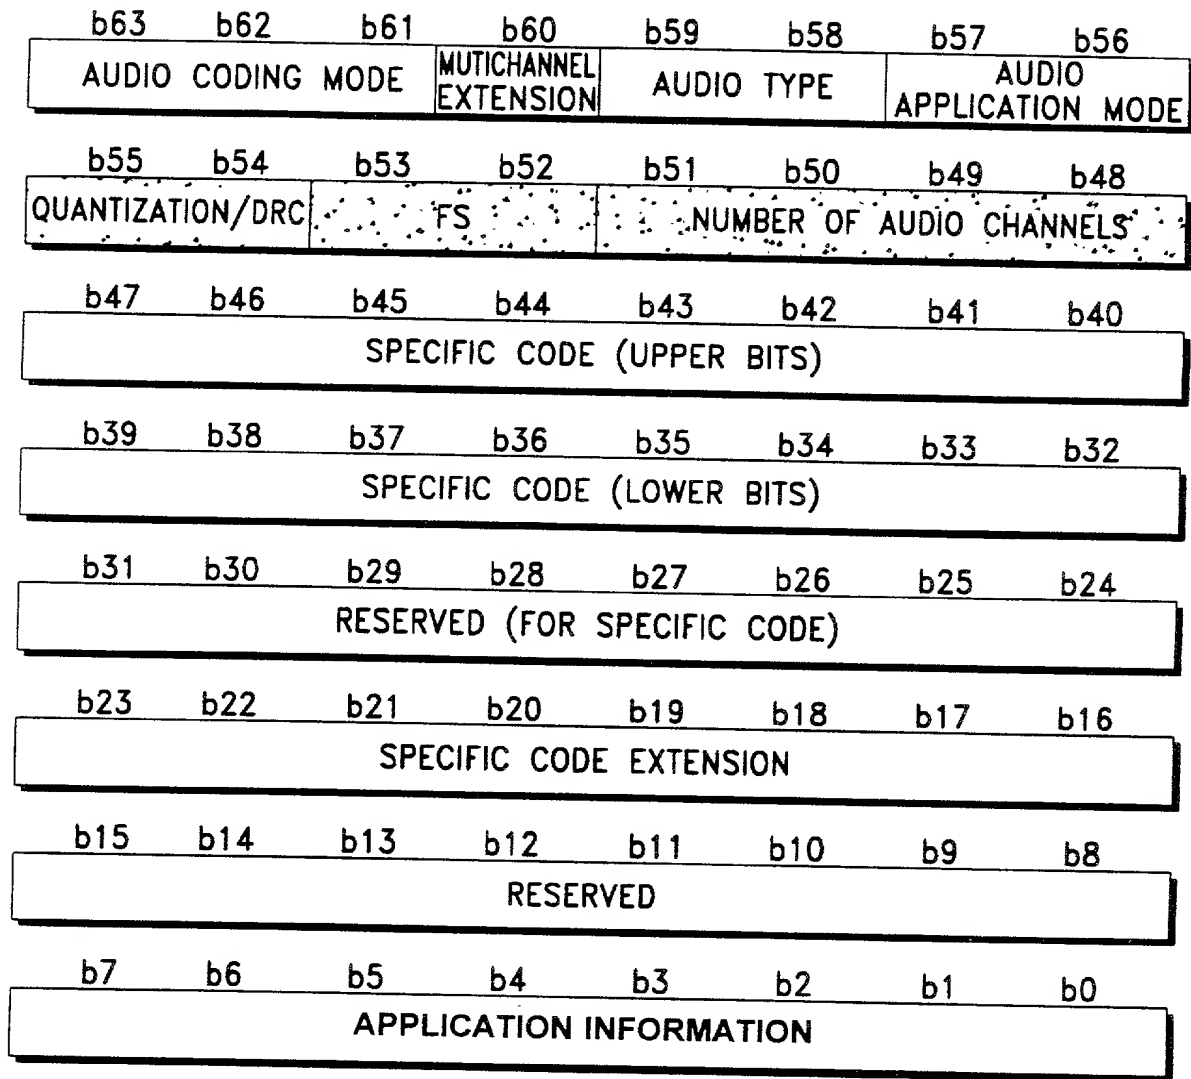 b63 b62 b61 b60 b59 b58 b57 b56
AUDIO CODING MODE MUTICHANNEL EXTENSION AUDIO TYPE AUDIO APPLICATION MODE
b55 b54 b53 b52 b51 b50 b49 b48
QUANTIZATION/DRC FS NUMBER OF AUDIO CHANNELS
b47 b46 b45 b44 b43 b42 b41 b40
SPECIFIC CODE (UPPER BITS)
b39 b38 b37 b36 b35 b34 b33 b32
SPECIFIC CODE (LOWER BITS)
b31 b30 b29 b28 b27 b26 b25 b24
RESERVED (FOR SPECIFIC CODE)
b23 b22 b21 b20 b19 b18 b17 b16
SPECIFIC CODE EXTENSION
b15 b14 b13 b12 b11 b10 b9 b8
RESERVED
b7 b6 b5 b4 b3 b2 b1 b0
APPLICATION INFORMATION